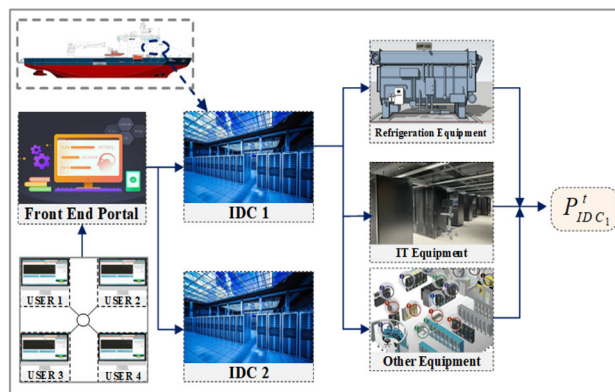 Refrigeration Equipment
Front End Portal
IDC 1
IT Equipment
P^t_{IDC_1}
USER 1
USER 2
USER 3
USER 4
IDC 2
Other Equipment